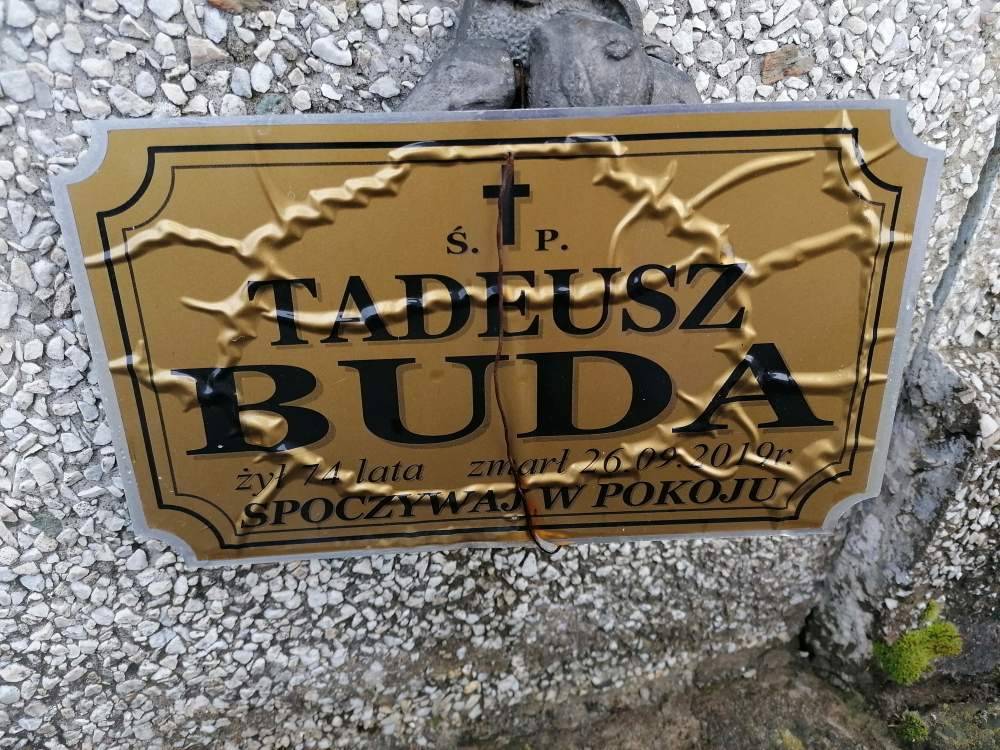 Ś. P.
TADEUSZ
BUDA
żył 74 lata zmarł 26.09.2019r.
SPOCZYWAJ W POKOJU